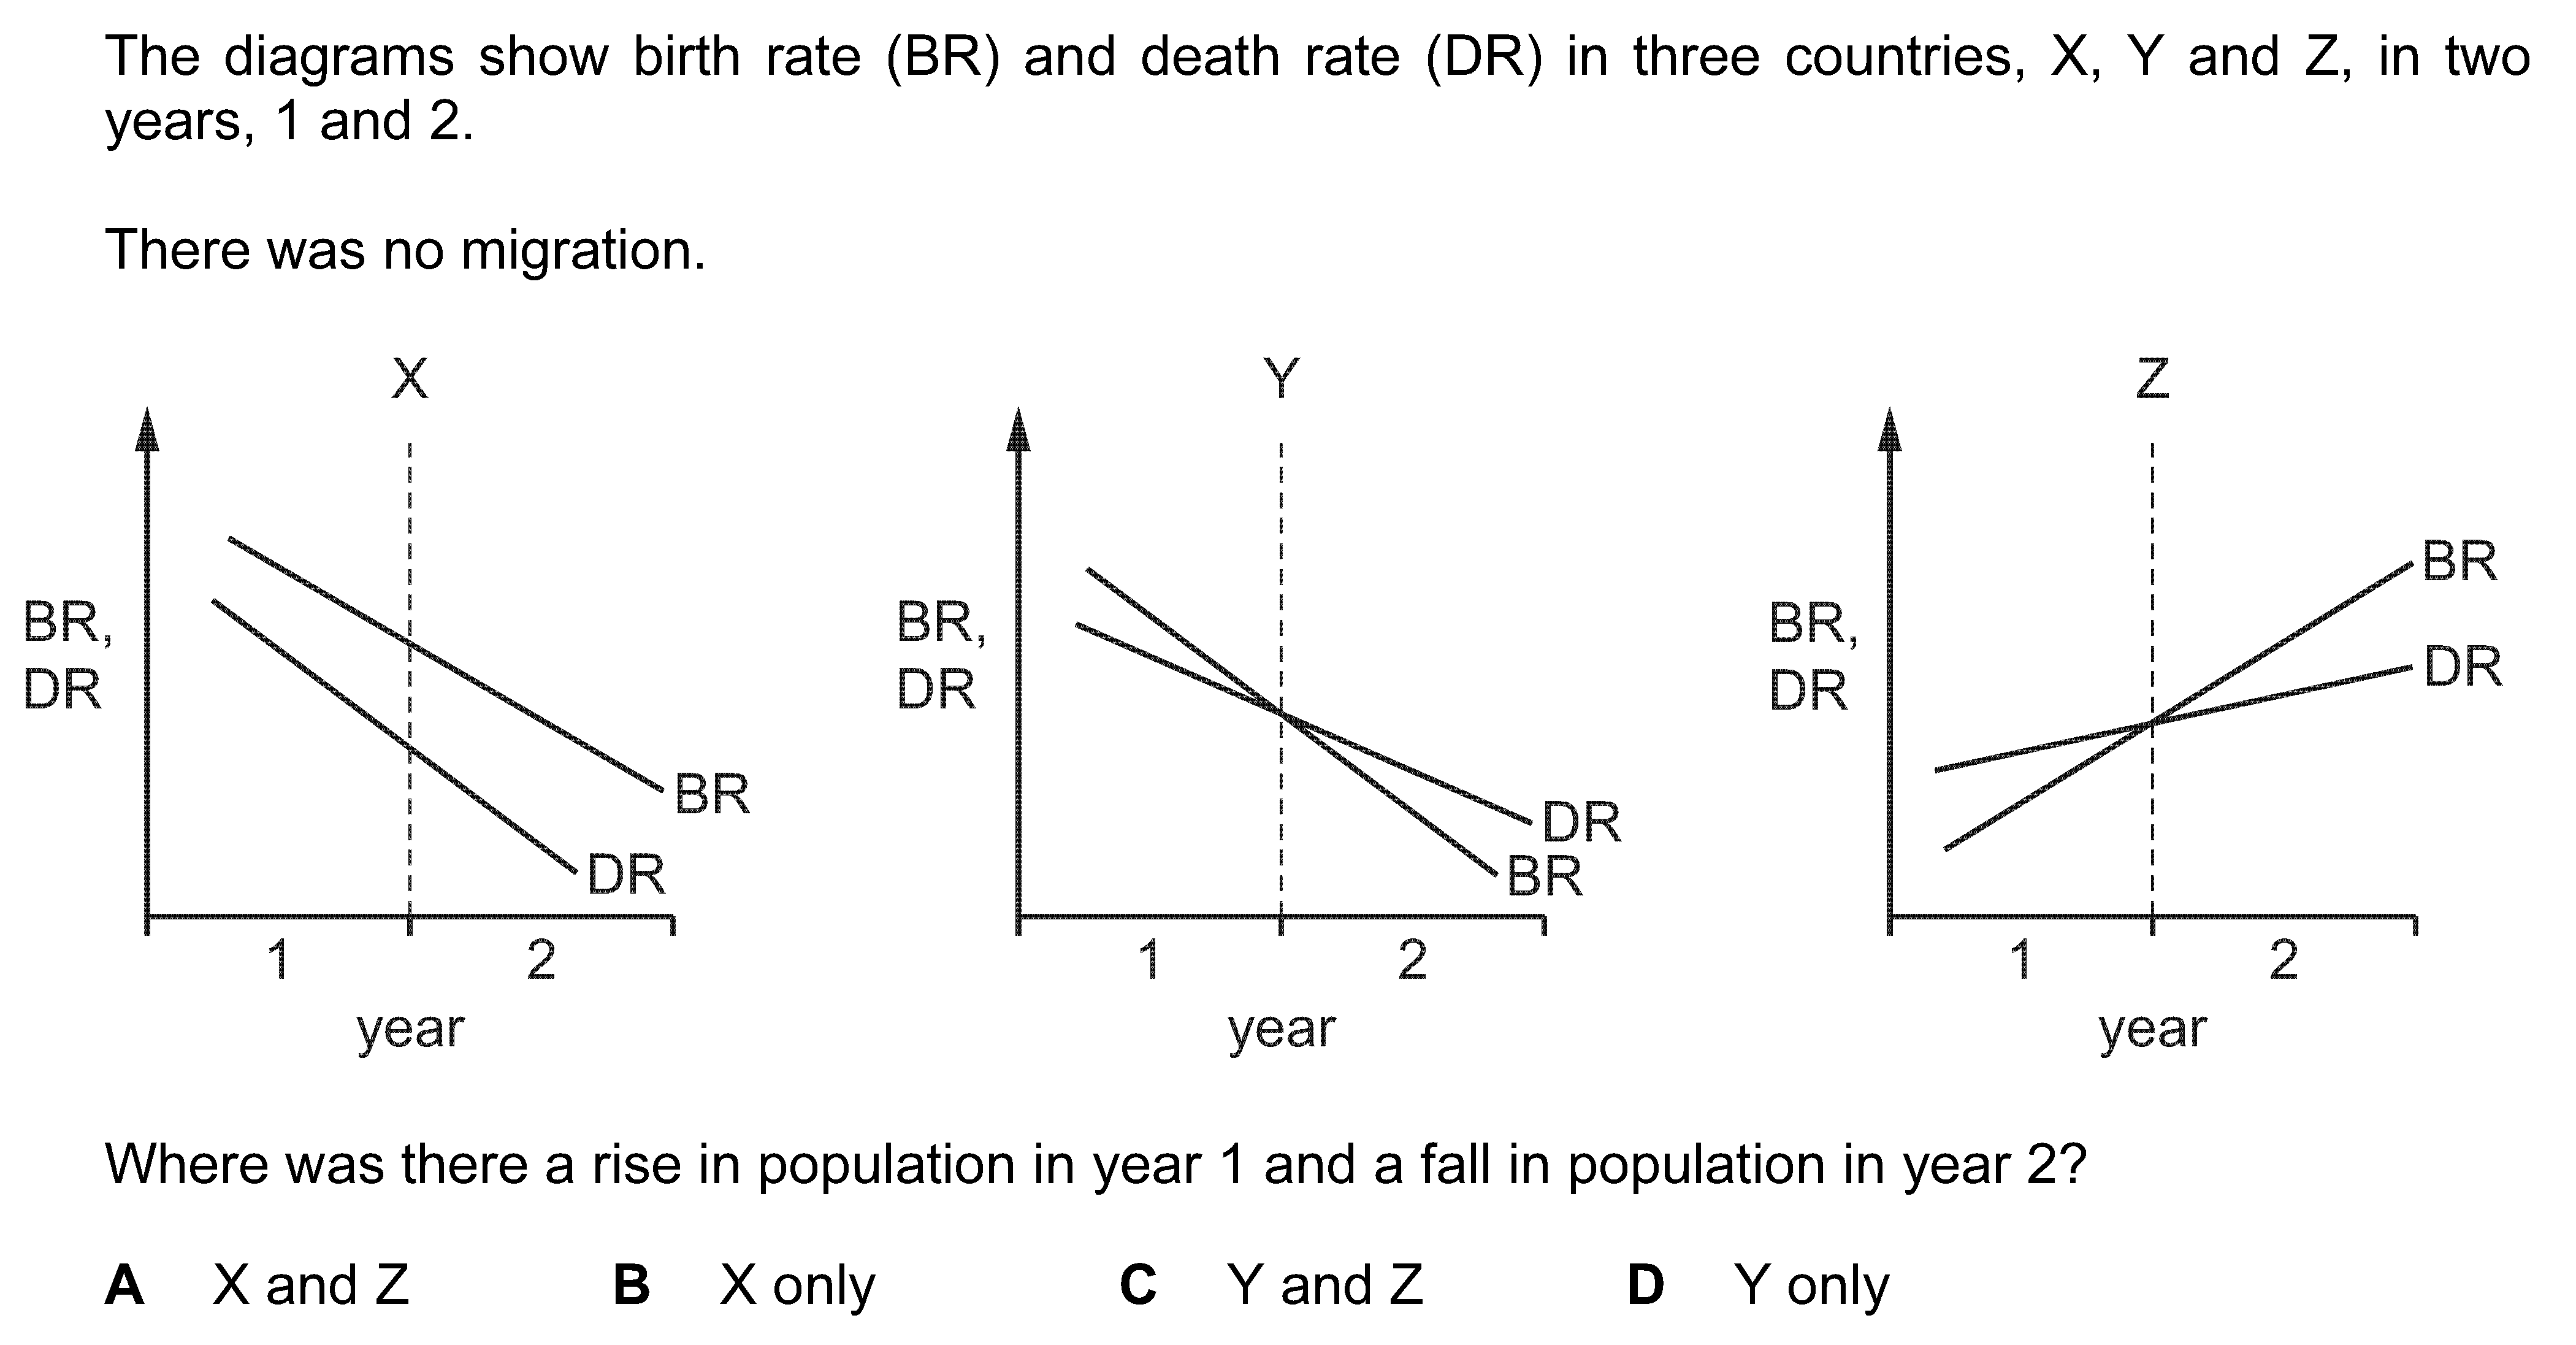 The diagrams show birth rate (BR) and death rate (DR) in three countries, X, Y and Z, in two
years, 1 and 2.
There was no migration.
X
BR,
DR
BR
DR
1 2
year
Y
BR,
DR
DR
BR
1 2
year
Z
BR,
DR
BR
DR
1 2
year
Where was there a rise in population in year 1 and a fall in population in year 2?
A X and Z B X only C Y and Z D Y only